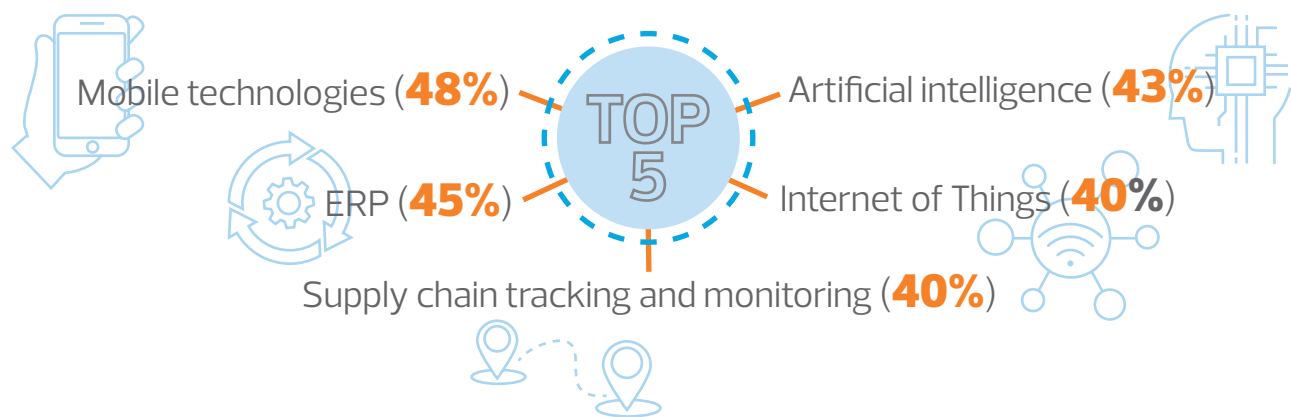 Mobile technologies (48%)
TOP
5
Artificial intelligence (43%)
ERP (45%)
Internet of Things (40%)
Supply chain tracking and monitoring (40%)